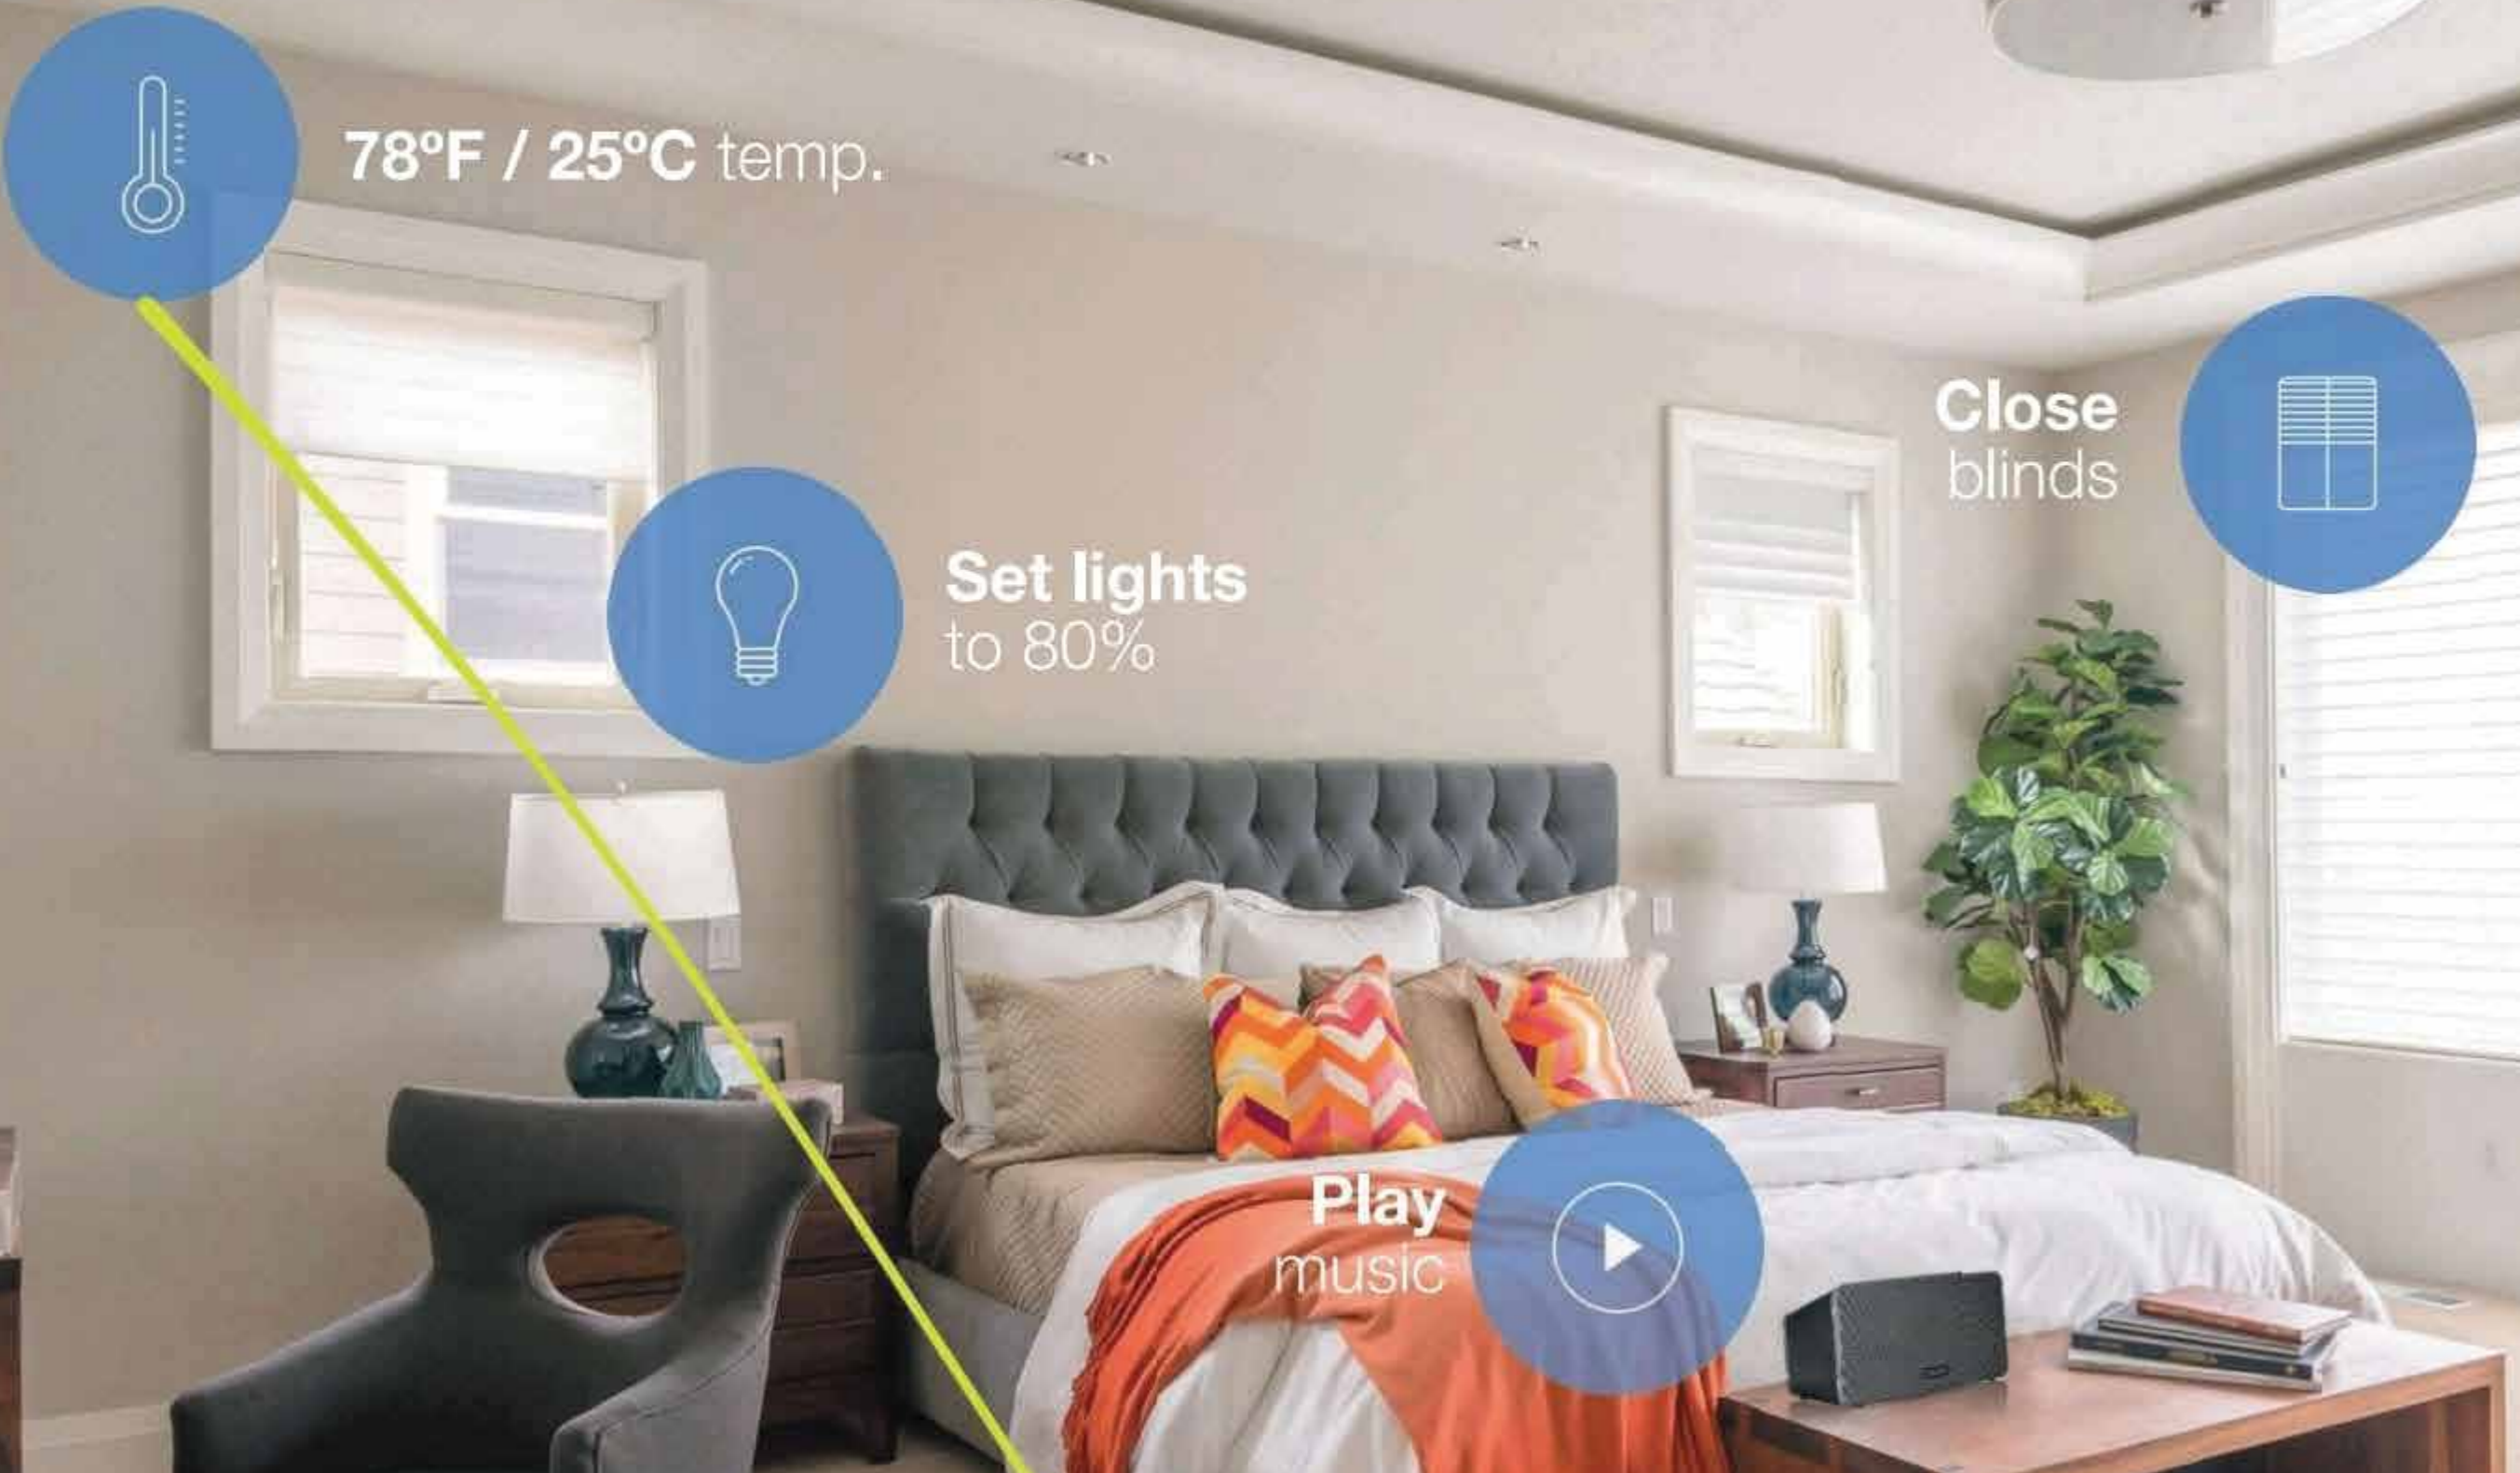 78ºF / 25ºC temp.
Close
blinds
Set lights
to 80%
Play
music